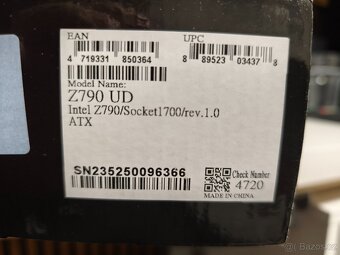 EAN UPC
4 719331 850364 8 89523 03437 8
Model Name:
Z790 UD
Intel Z790/Socket1700/rev.1.0
ATX
SN235250096366
Check Number
4720
MADE IN CHINA
Bazos.cz